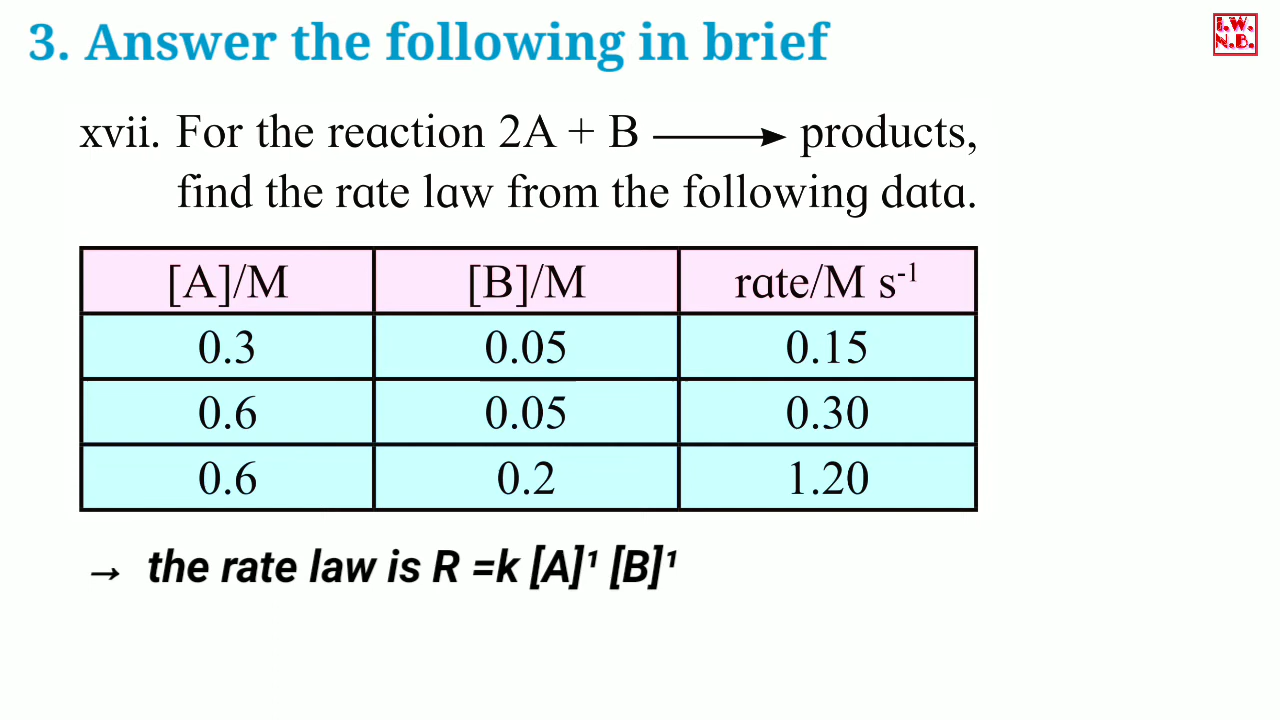 3. Answer the following in brief
I.W.
N.B.
xvii. For the reaction 2A + B ⟶ products,
find the rate law from the following data.
[A]/M [B]/M rate/M s⁻¹
0.3 0.05 0.15
0.6 0.05 0.30
0.6 0.2 1.20
→ the rate law is R =k [A]¹ [B]¹